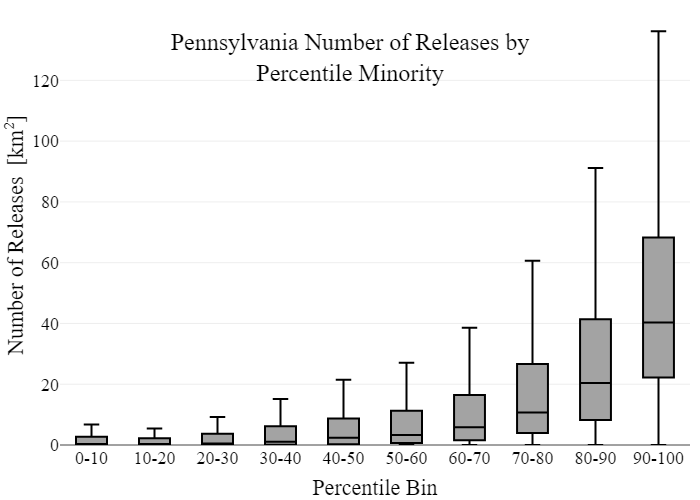 Pennsylvania Number of Releases by
Percentile Minority
Number of Releases [km²]
120
100
80
60
40
20
0
0-10 10-20 20-30 30-40 40-50 50-60 60-70 70-80 80-90 90-100
Percentile Bin